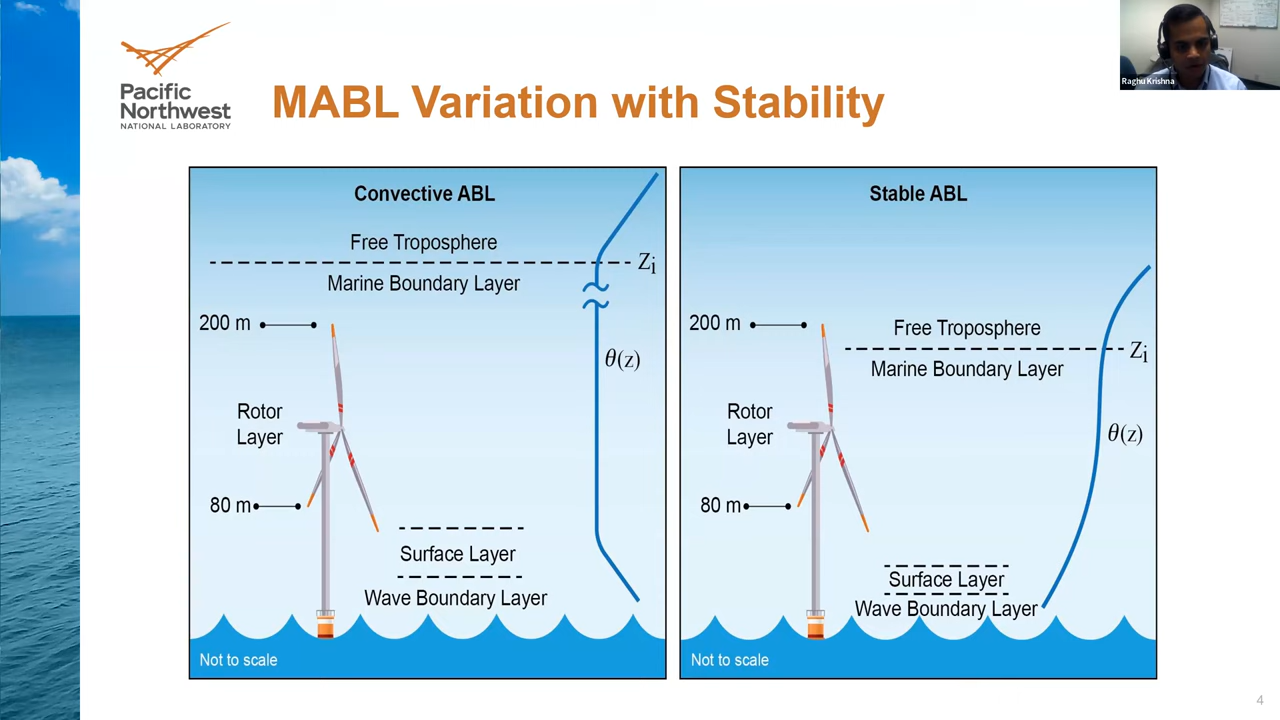 Pacific
Northwest
NATIONAL LABORATORY
MABL Variation with Stability
Raghu Krishna
Convective ABL
Free Troposphere
Zi
Marine Boundary Layer
200 m
θ(z)
Rotor
Layer
80 m
Surface Layer
Wave Boundary Layer
Not to scale
Stable ABL
200 m
Free Troposphere
Zi
Marine Boundary Layer
Rotor
Layer
θ(z)
80 m
Surface Layer
Wave Boundary Layer
Not to scale
4